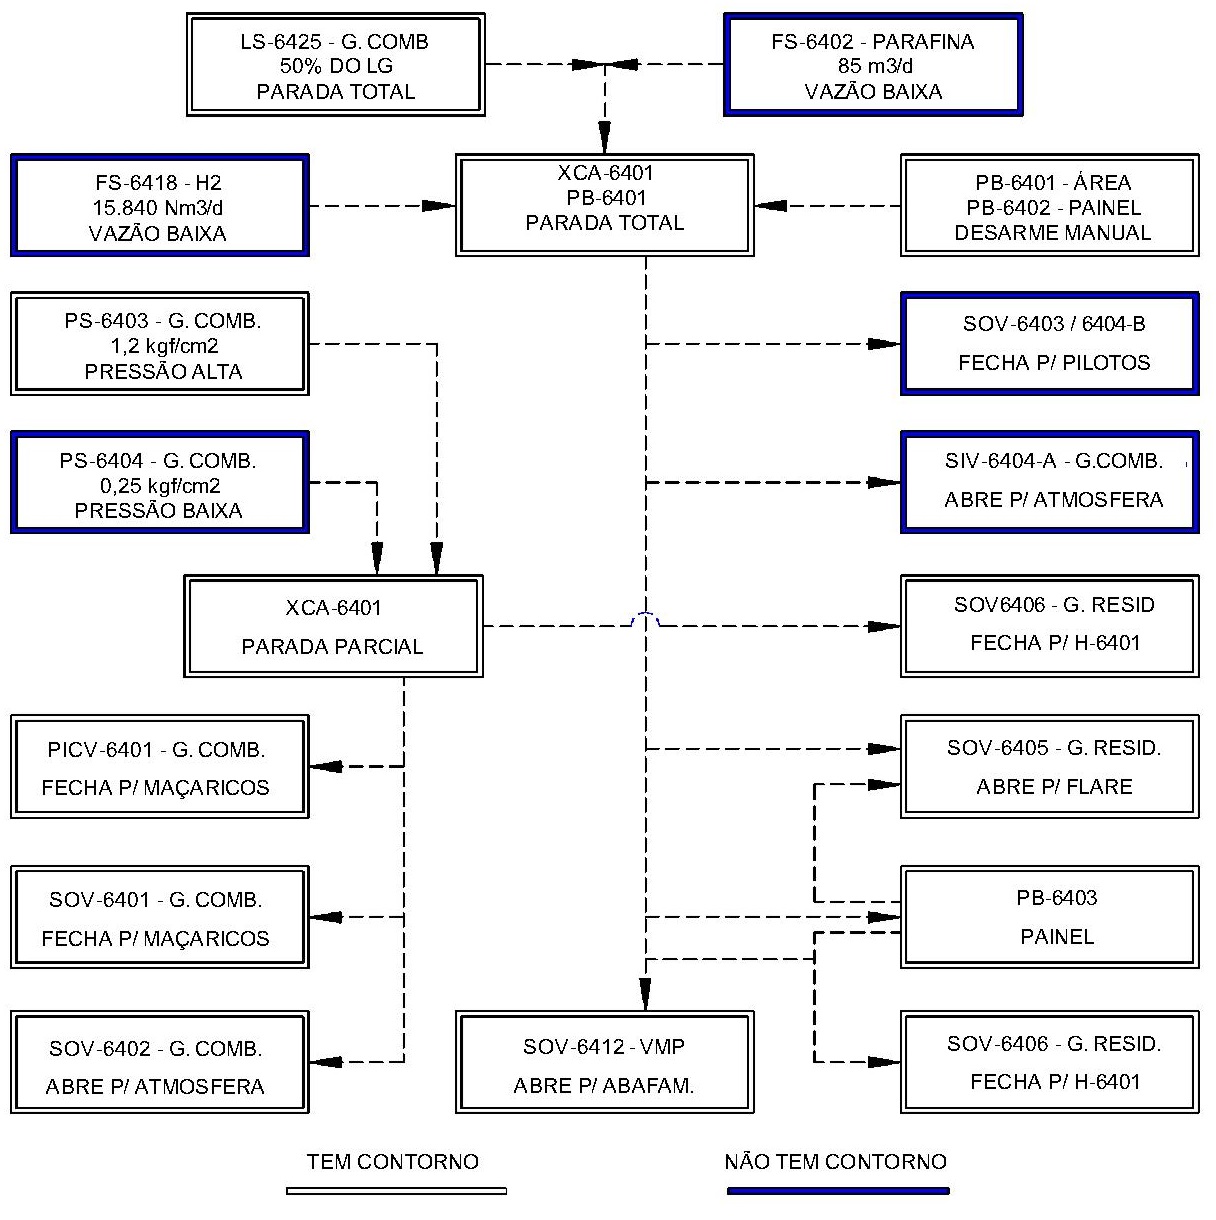 LS-6425 - G. COMB
50% DO LG
PARADA TOTAL
FS-6402 - PARAFINA
85 m3/d
VAZÃO BAIXA
FS-6418 - H2
15.840 Nm3/d
VAZÃO BAIXA
XCA-6401
PB-6401
PARADA TOTAL
PB-6401 - ÁREA
PB-6402 - PAINEL
DESARME MANUAL
PS-6403 - G. COMB.
1,2 kgf/cm2
PRESSÃO ALTA
SOV-6403 / 6404-B
FECHA P/ PILOTOS
PS-6404 - G. COMB.
0,25 kgf/cm2
PRESSÃO BAIXA
SIV-6404-A - G.COMB.
ABRE P/ ATMOSFERA
XCA-6401
PARADA PARCIAL
SOV6406 - G. RESID
FECHA P/ H-6401
PICV-6401 - G. COMB.
FECHA P/ MAÇARICOS
SOV-6405 - G. RESID.
ABRE P/ FLARE
SOV-6401 - G. COMB.
FECHA P/ MAÇARICOS
PB-6403
PAINEL
SOV-6402 - G. COMB.
ABRE P/ ATMOSFERA
SOV-6412 - VMP
ABRE P/ ABAFAM.
SOV-6406 - G. RESID.
FECHA P/ H-6401
TEM CONTORNO
NÃO TEM CONTORNO